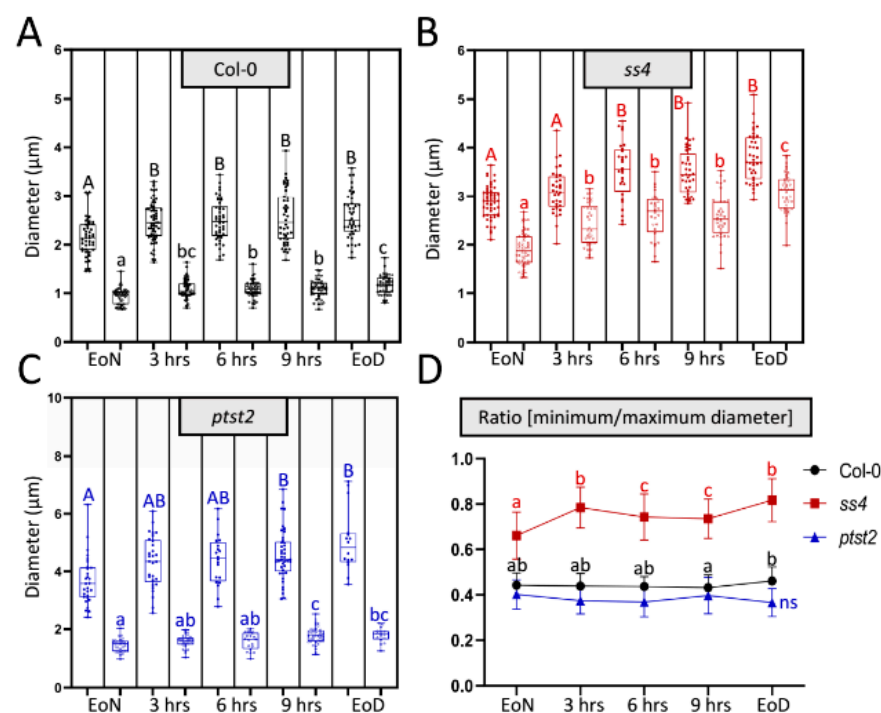 A
Col-0
Diameter (μm)
6
5
4
3
2
1
0
A
a
B
bc
B
b
B
b
B
c
EoN
3 hrs
6 hrs
9 hrs
EoD
B
ss4
Diameter (μm)
6
5
4
3
2
1
0
A
a
A
b
B
b
B
b
B
c
EoN
3 hrs
6 hrs
9 hrs
EoD
C
ptst2
Diameter (μm)
10
8
6
4
2
0
A
a
AB
ab
AB
ab
B
c
B
bc
EoN
3 hrs
6 hrs
9 hrs
EoD
D
Ratio [minimum/maximum diameter]
1.0
0.8
0.6
0.4
0.2
0.0
a
b
c
c
b
ab
ab
ab
a
b
ns
EoN
3 hrs
6 hrs
9 hrs
EoD
Col-0
ss4
ptst2